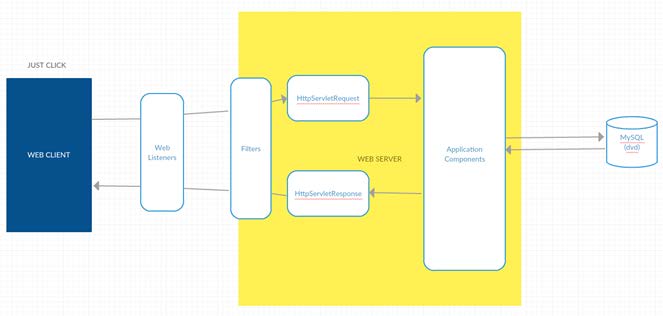 JUST CLICK
WEB CLIENT
Web
Listeners
Filters
HttpServletRequest
WEB SERVER
HttpServletResponse
Application
Components
MySQL
(dvd)